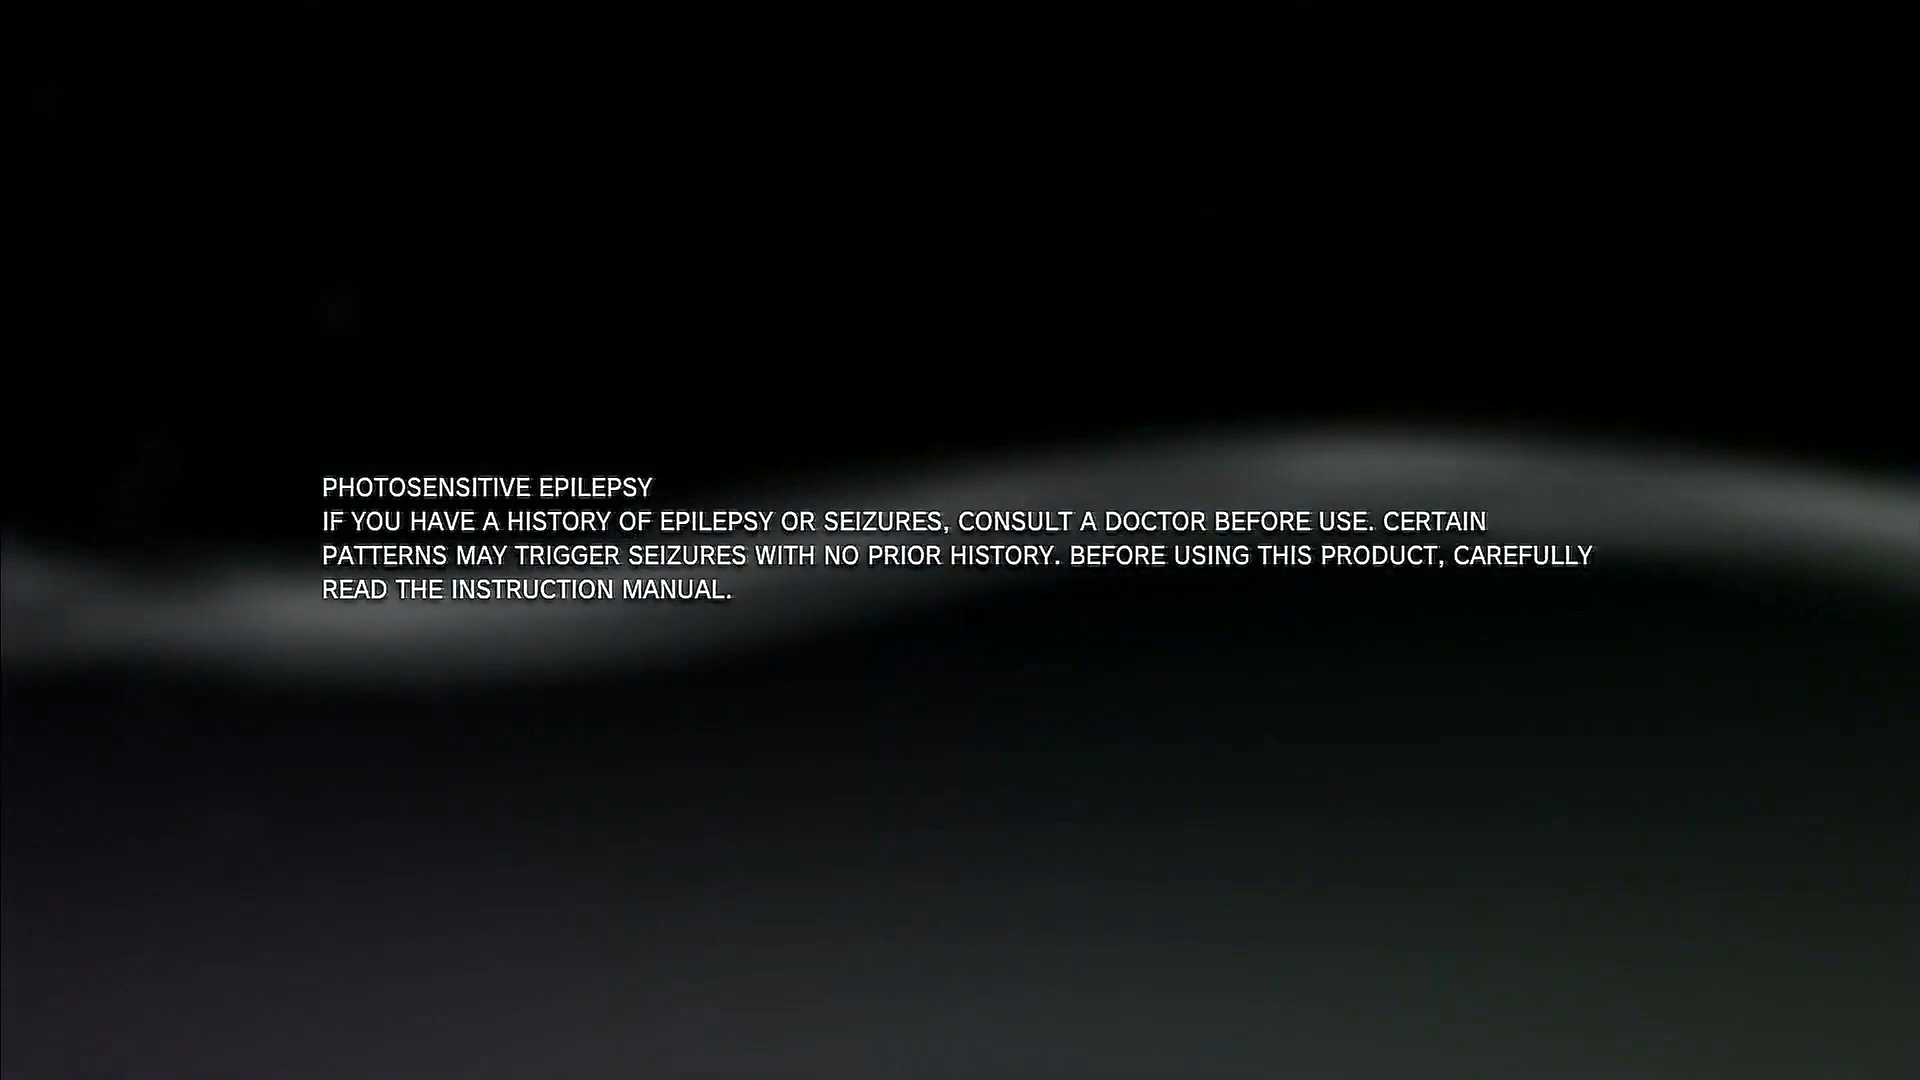 PHOTOSENSITIVE EPILEPSY
IF YOU HAVE A HISTORY OF EPILEPSY OR SEIZURES, CONSULT A DOCTOR BEFORE USE. CERTAIN
PATTERNS MAY TRIGGER SEIZURES WITH NO PRIOR HISTORY. BEFORE USING THIS PRODUCT, CAREFULLY
READ THE INSTRUCTION MANUAL.